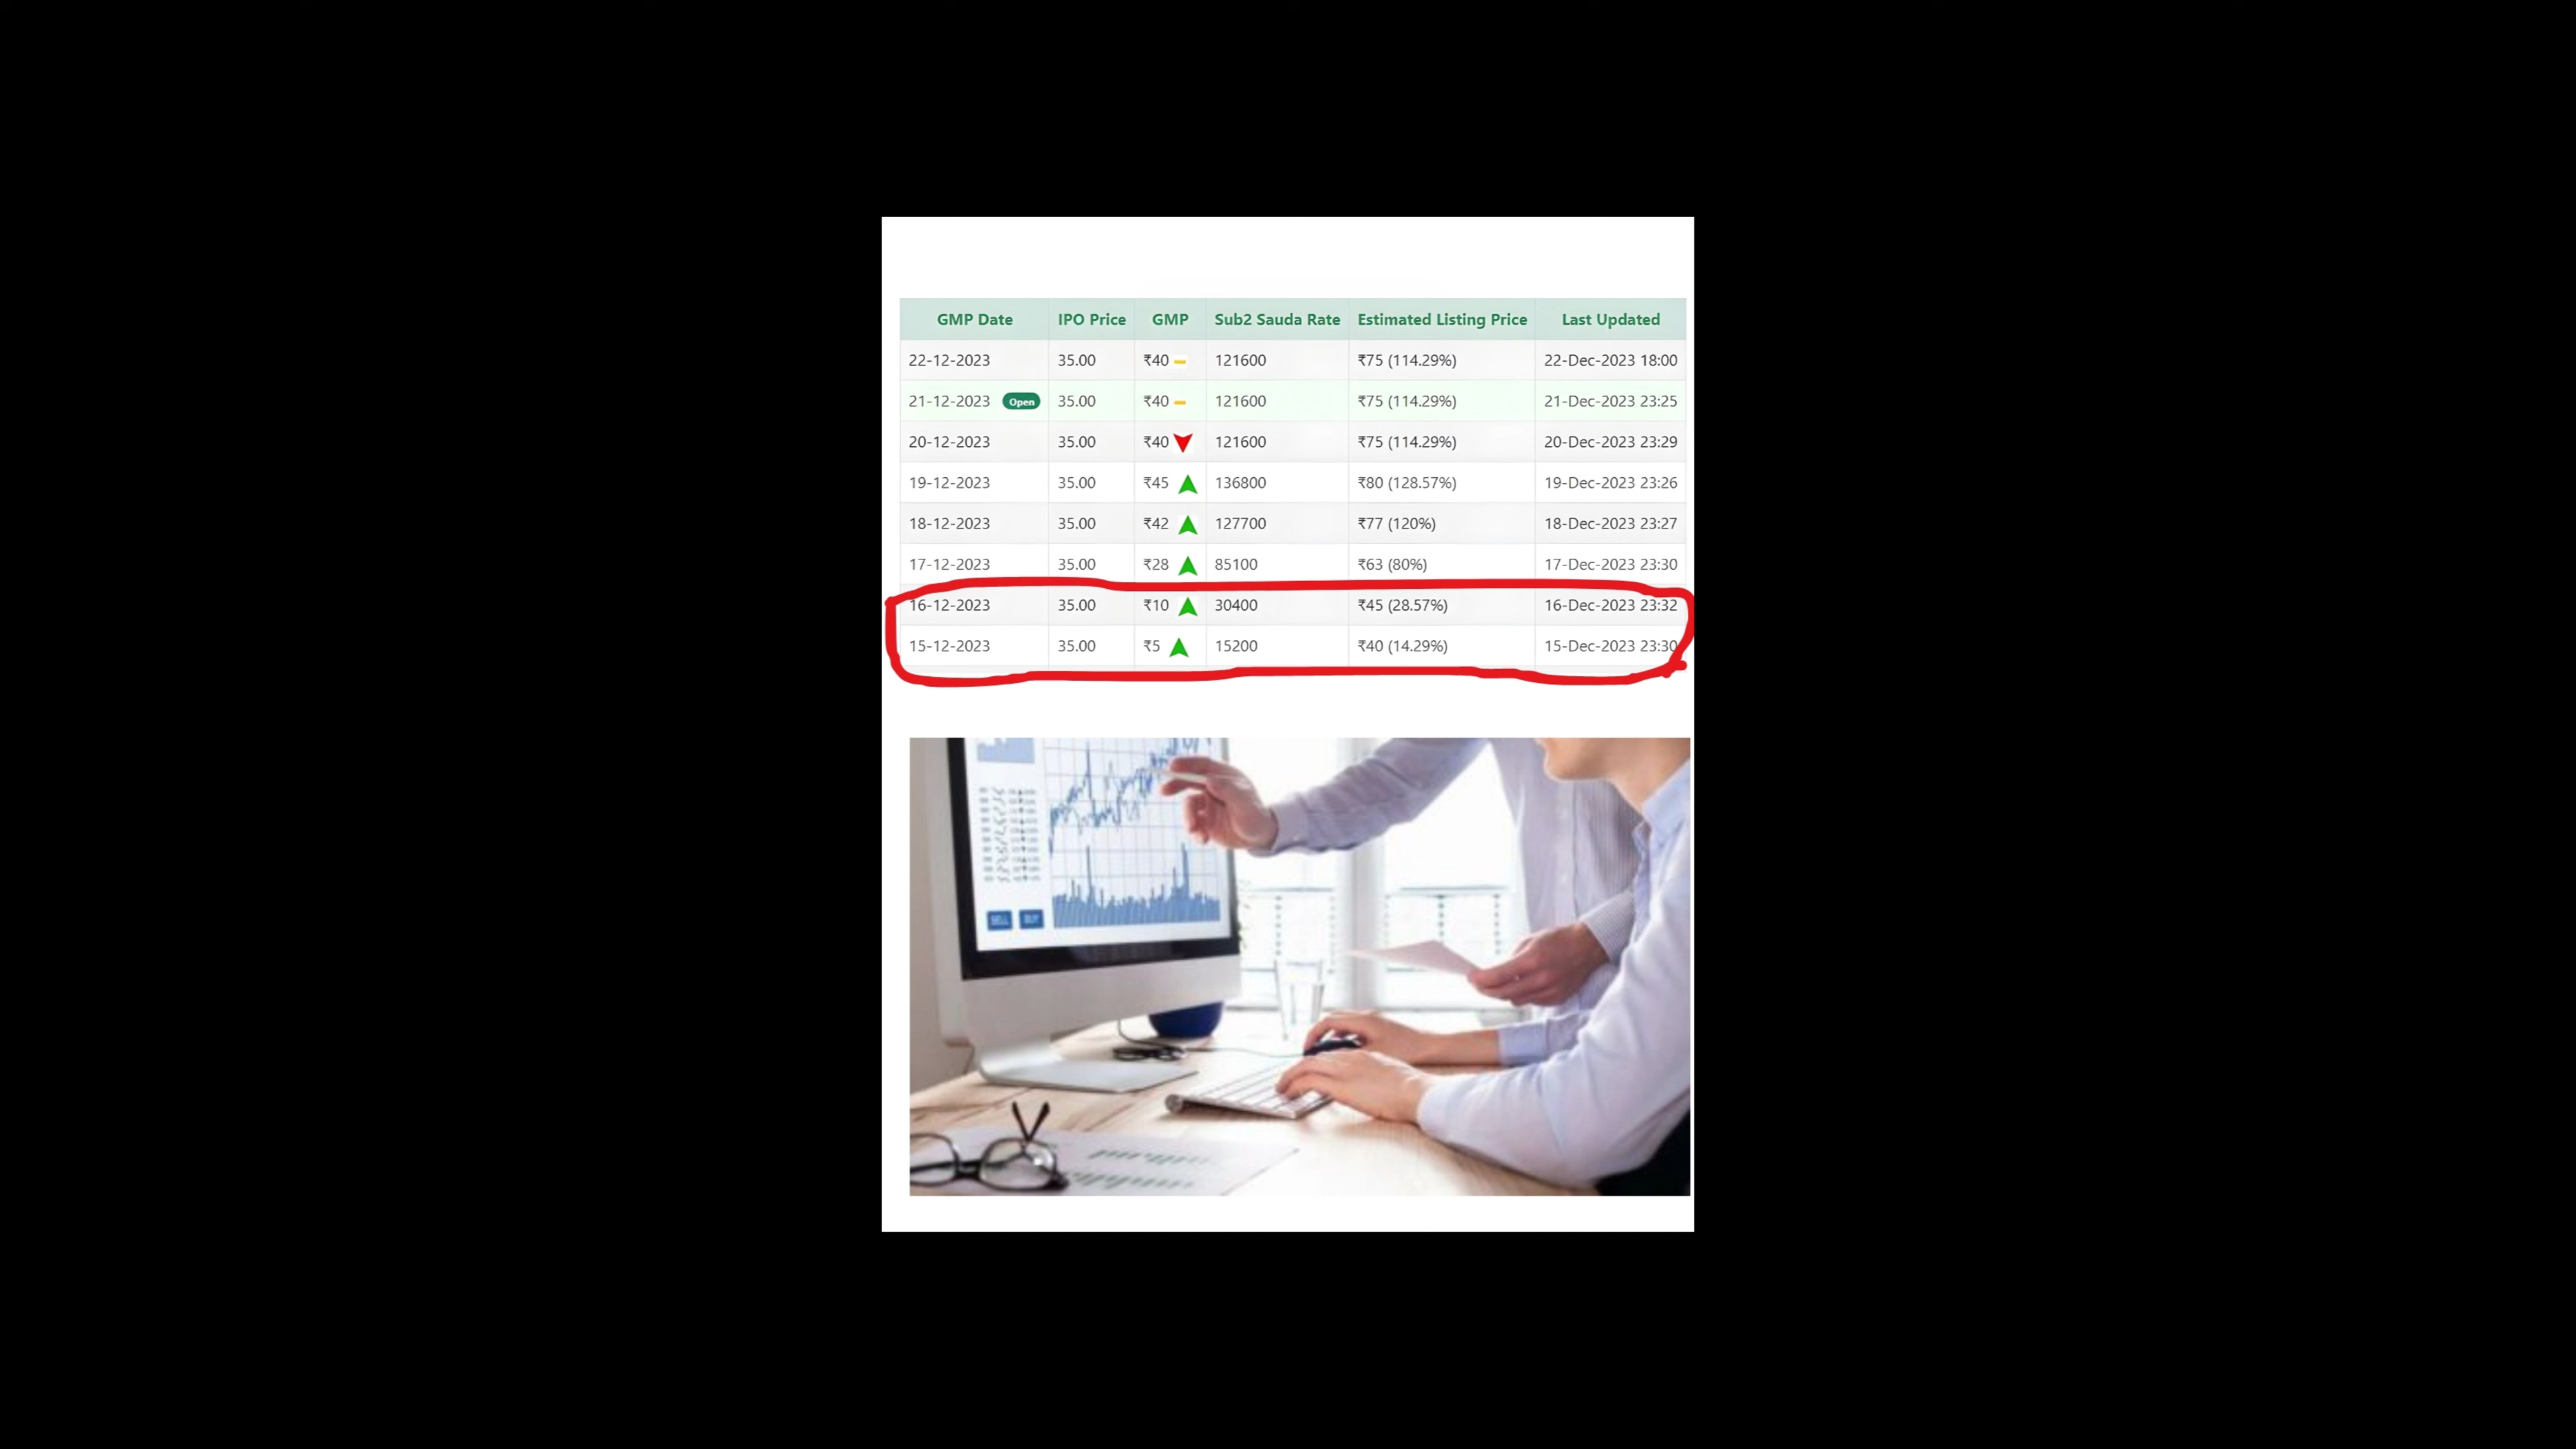 GMP Date IPO Price GMP Sub2 Sauda Rate Estimated Listing Price Last Updated
22-12-2023 35.00 ₹40 121600 ₹75 (114.29%) 22-Dec-2023 18:00
21-12-2023 Open 35.00 ₹40 121600 ₹75 (114.29%) 21-Dec-2023 23:25
20-12-2023 35.00 ₹40 121600 ₹75 (114.29%) 20-Dec-2023 23:29
19-12-2023 35.00 ₹45 136800 ₹80 (128.57%) 19-Dec-2023 23:26
18-12-2023 35.00 ₹42 127700 ₹77 (120%) 18-Dec-2023 23:27
17-12-2023 35.00 ₹28 85100 ₹63 (80%) 17-Dec-2023 23:30
16-12-2023 35.00 ₹10 30400 ₹45 (28.57%) 16-Dec-2023 23:32
15-12-2023 35.00 ₹5 15200 ₹40 (14.29%) 15-Dec-2023 23:30
SELL BUY